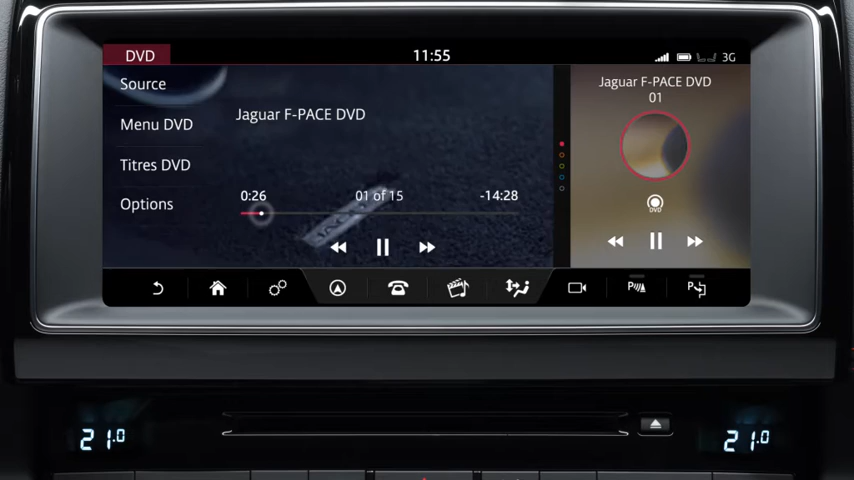 DVD
11:55
3G
Source
Menu DVD
Titres DVD
Options
Jaguar F-PACE DVD
0:26
01 of 15
-14:28
Jaguar F-PACE DVD
01
DVD
P
P
21.0
21.0